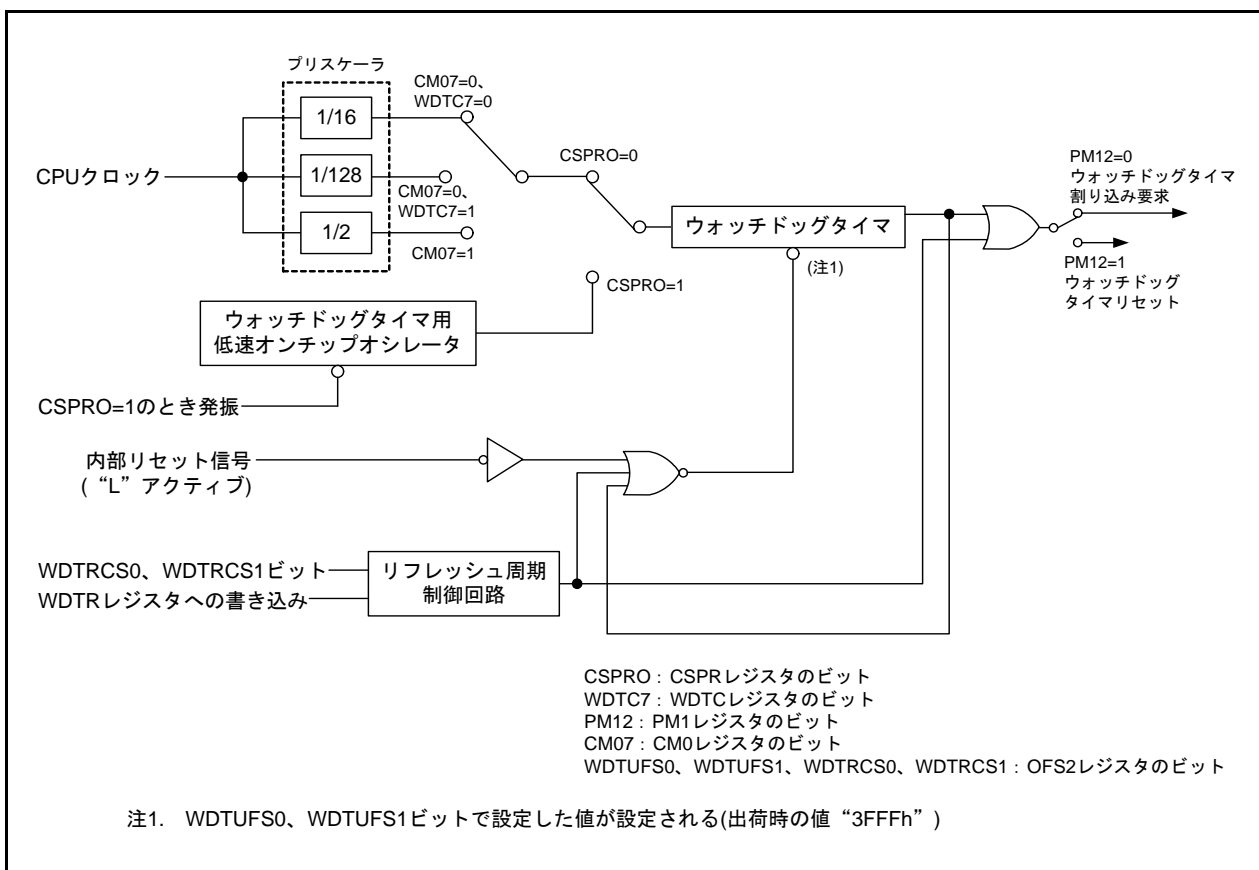 プリスケーラ
CM07=0、
WDTC7=0
1/16
CPUクロック
1/128
CM07=0、
WDTC7=1
1/2
CM07=1
CSPRO=0
CSPRO=1
ウォッチドッグタイマ
(注1)
PM12=0
ウォッチドッグタイマ
割り込み要求
PM12=1
ウォッチドッグ
タイマリセット
ウォッチドッグタイマ用
低速オンチップオシレータ
CSPRO=1のとき発振
内部リセット信号
(“L”アクティブ)
WDTRCS0、WDTRCS1ビット
WDTRレジスタへの書き込み
リフレッシュ周期
制御回路
CSPRO：CSPRレジスタのビット
WDTC7：WDTCレジスタのビット
PM12：PM1レジスタのビット
CM07：CM0レジスタのビット
WDTUFS0、WDTUFS1、WDTRCS0、WDTRCS1：OFS2レジスタのビット
注1. WDTUFS0、WDTUFS1ビットで設定した値が設定される(出荷時の値“3FFFh”)